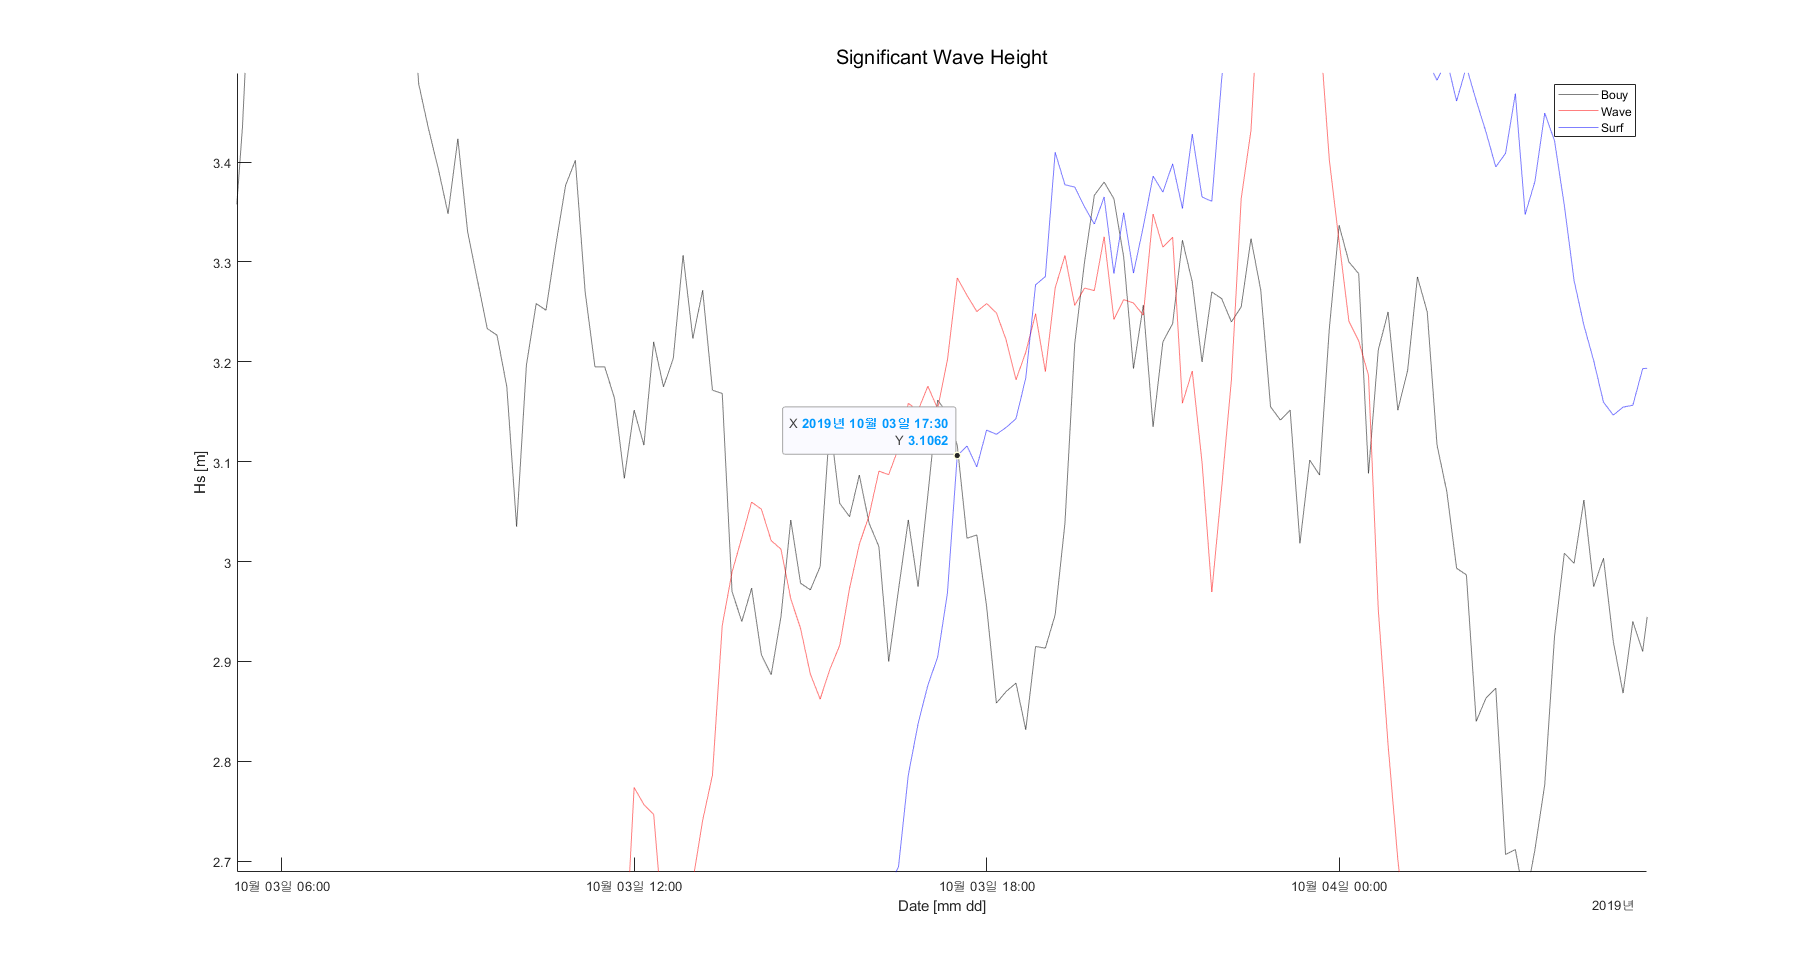 Significant Wave Height
Bouy
Wave
Surf
3.4
3.3
3.2
3.1
3
2.9
2.8
2.7
Hs [m]
X 2019년 10월 03일 17:30
Y 3.1062
10월 03일 06:00
10월 03일 12:00
10월 03일 18:00
10월 04일 00:00
Date [mm dd]
2019년